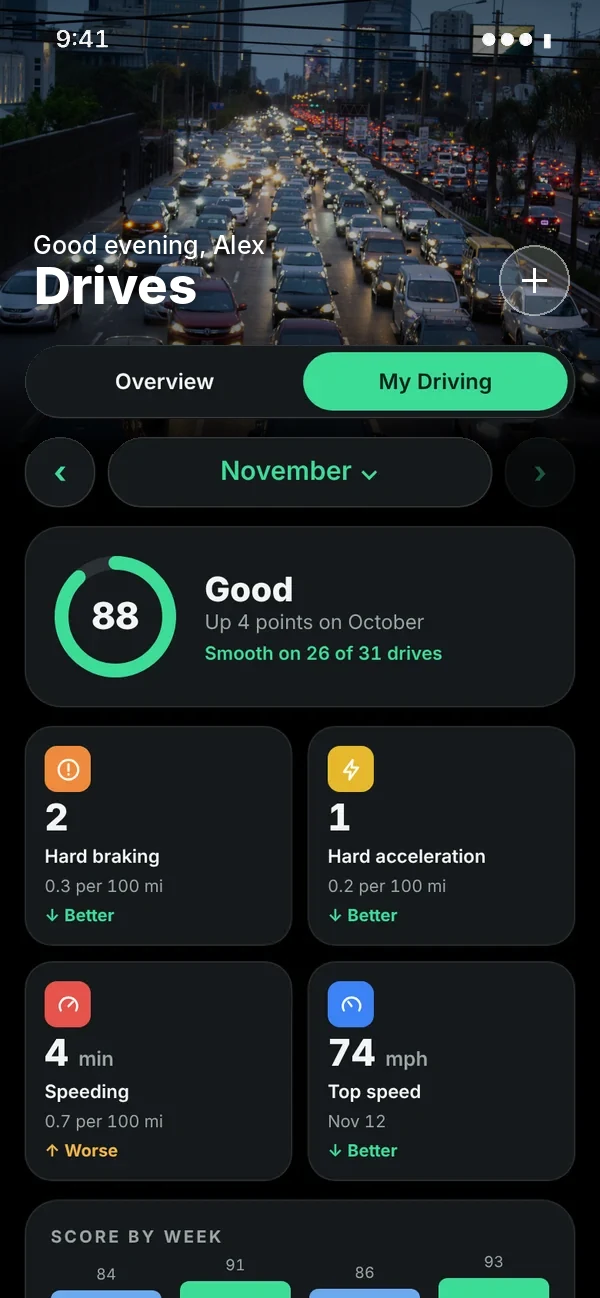 9:41
Good evening, Alex
Drives
Overview
My Driving
November
88
Good
Up 4 points on October
Smooth on 26 of 31 drives
2
Hard braking
0.3 per 100 mi
↓ Better
1
Hard acceleration
0.2 per 100 mi
↓ Better
4 min
Speeding
0.7 per 100 mi
↑ Worse
74 mph
Top speed
Nov 12
↓ Better
SCORE BY WEEK
84
91
86
93